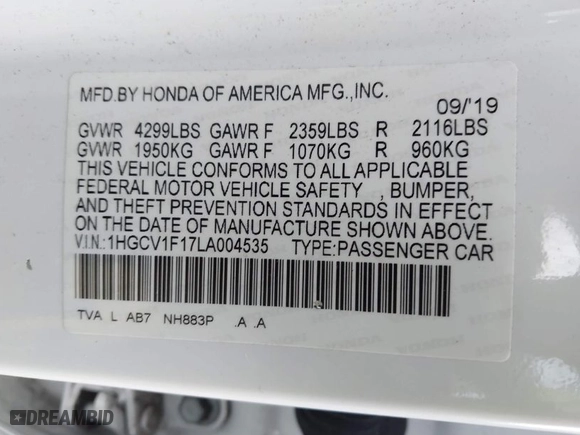 MFD.BY HONDA OF AMERICA MFG.,INC.
09/'19
GVWR 4299LBS GAWR F 2359LBS R 2116LBS
GVWR 1950KG GAWR F 1070KG R 960KG
THIS VEHICLE CONFORMS TO ALL APPLICABLE
FEDERAL MOTOR VEHICLE SAFETY , BUMPER,
AND THEFT PREVENTION STANDARDS IN EFFECT
ON THE DATE OF MANUFACTURE SHOWN ABOVE.
V.I.N.:1HGCV1F17LA004535 TYPE:PASSENGER CAR
TVA L AB7 NH883P .A .A
DREAMBID